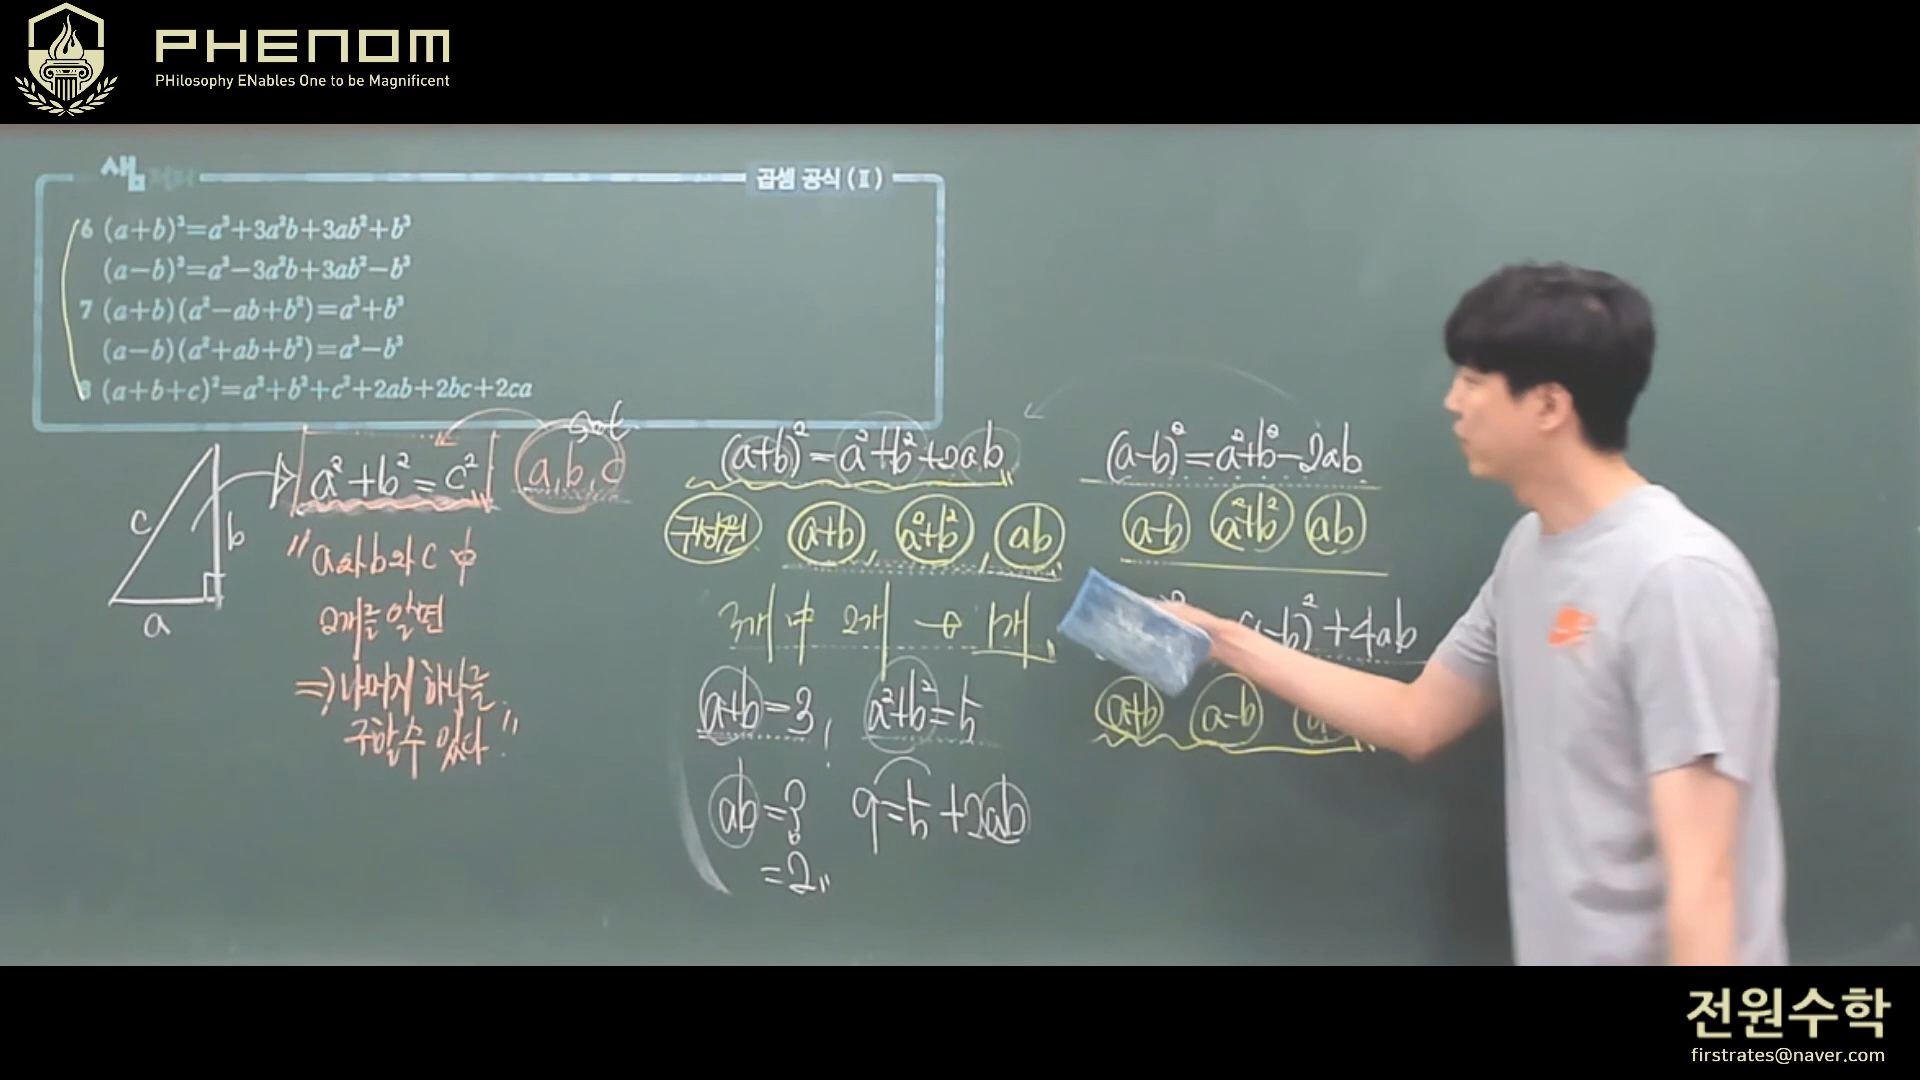 PHENOM
PHilosophy ENables One to be Magnificent
샘
곱셈 공식 (Ⅱ)
6 (a+b)³=a³+3a²b+3ab²+b³
(a−b)³=a³−3a²b+3ab²−b³
7 (a+b)(a²−ab+b²)=a³+b³
(a−b)(a²+ab+b²)=a³−b³
8 (a+b+c)²=a²+b²+c²+2ab+2bc+2ca
c
b
a
a²+b²=c²
a, b, c
"a와 b와 c 中
2개를 알면
⇒ 나머지 하나를
구할 수 있다."
(a+b)²=a²+b²+2ab
구성원 a+b, a²+b², ab
3개 中 2개 → 1개
a+b=3, a²+b²=5
ab=?
9=5+2ab
=2
(a-b)²=a²+b²-2ab
a-b a²+b² ab
-b)²+4ab
a+b a-b
전원수학
firstrates@naver.com